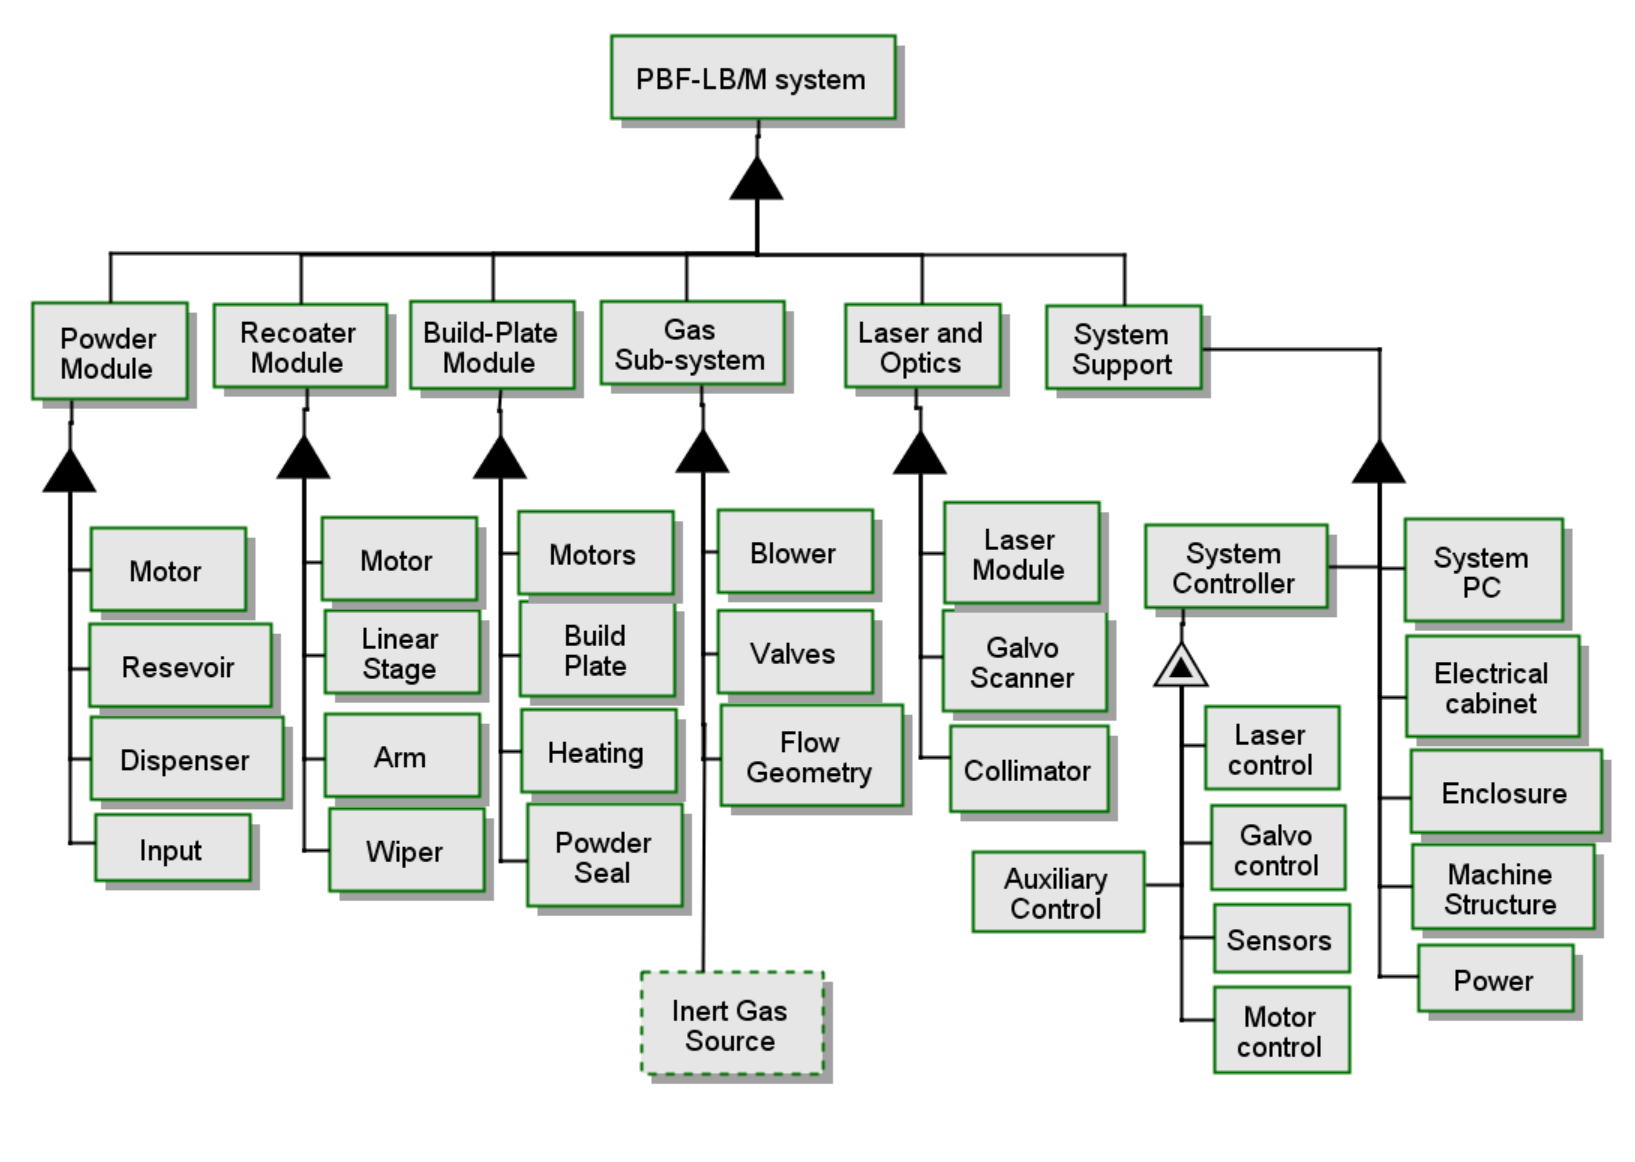 PBF-LB/M system
Powder
Module
Recoater
Module
Build-Plate
Module
Gas
Sub-system
Laser and
Optics
System
Support
Motor
Resevoir
Dispenser
Input
Motor
Linear
Stage
Arm
Wiper
Motors
Build
Plate
Heating
Powder
Seal
Blower
Valves
Flow
Geometry
Inert Gas
Source
Laser
Module
Galvo
Scanner
Collimator
System
Controller
Laser
control
Galvo
control
Auxiliary
Control
Sensors
Motor
control
System
PC
Electrical
cabinet
Enclosure
Machine
Structure
Power